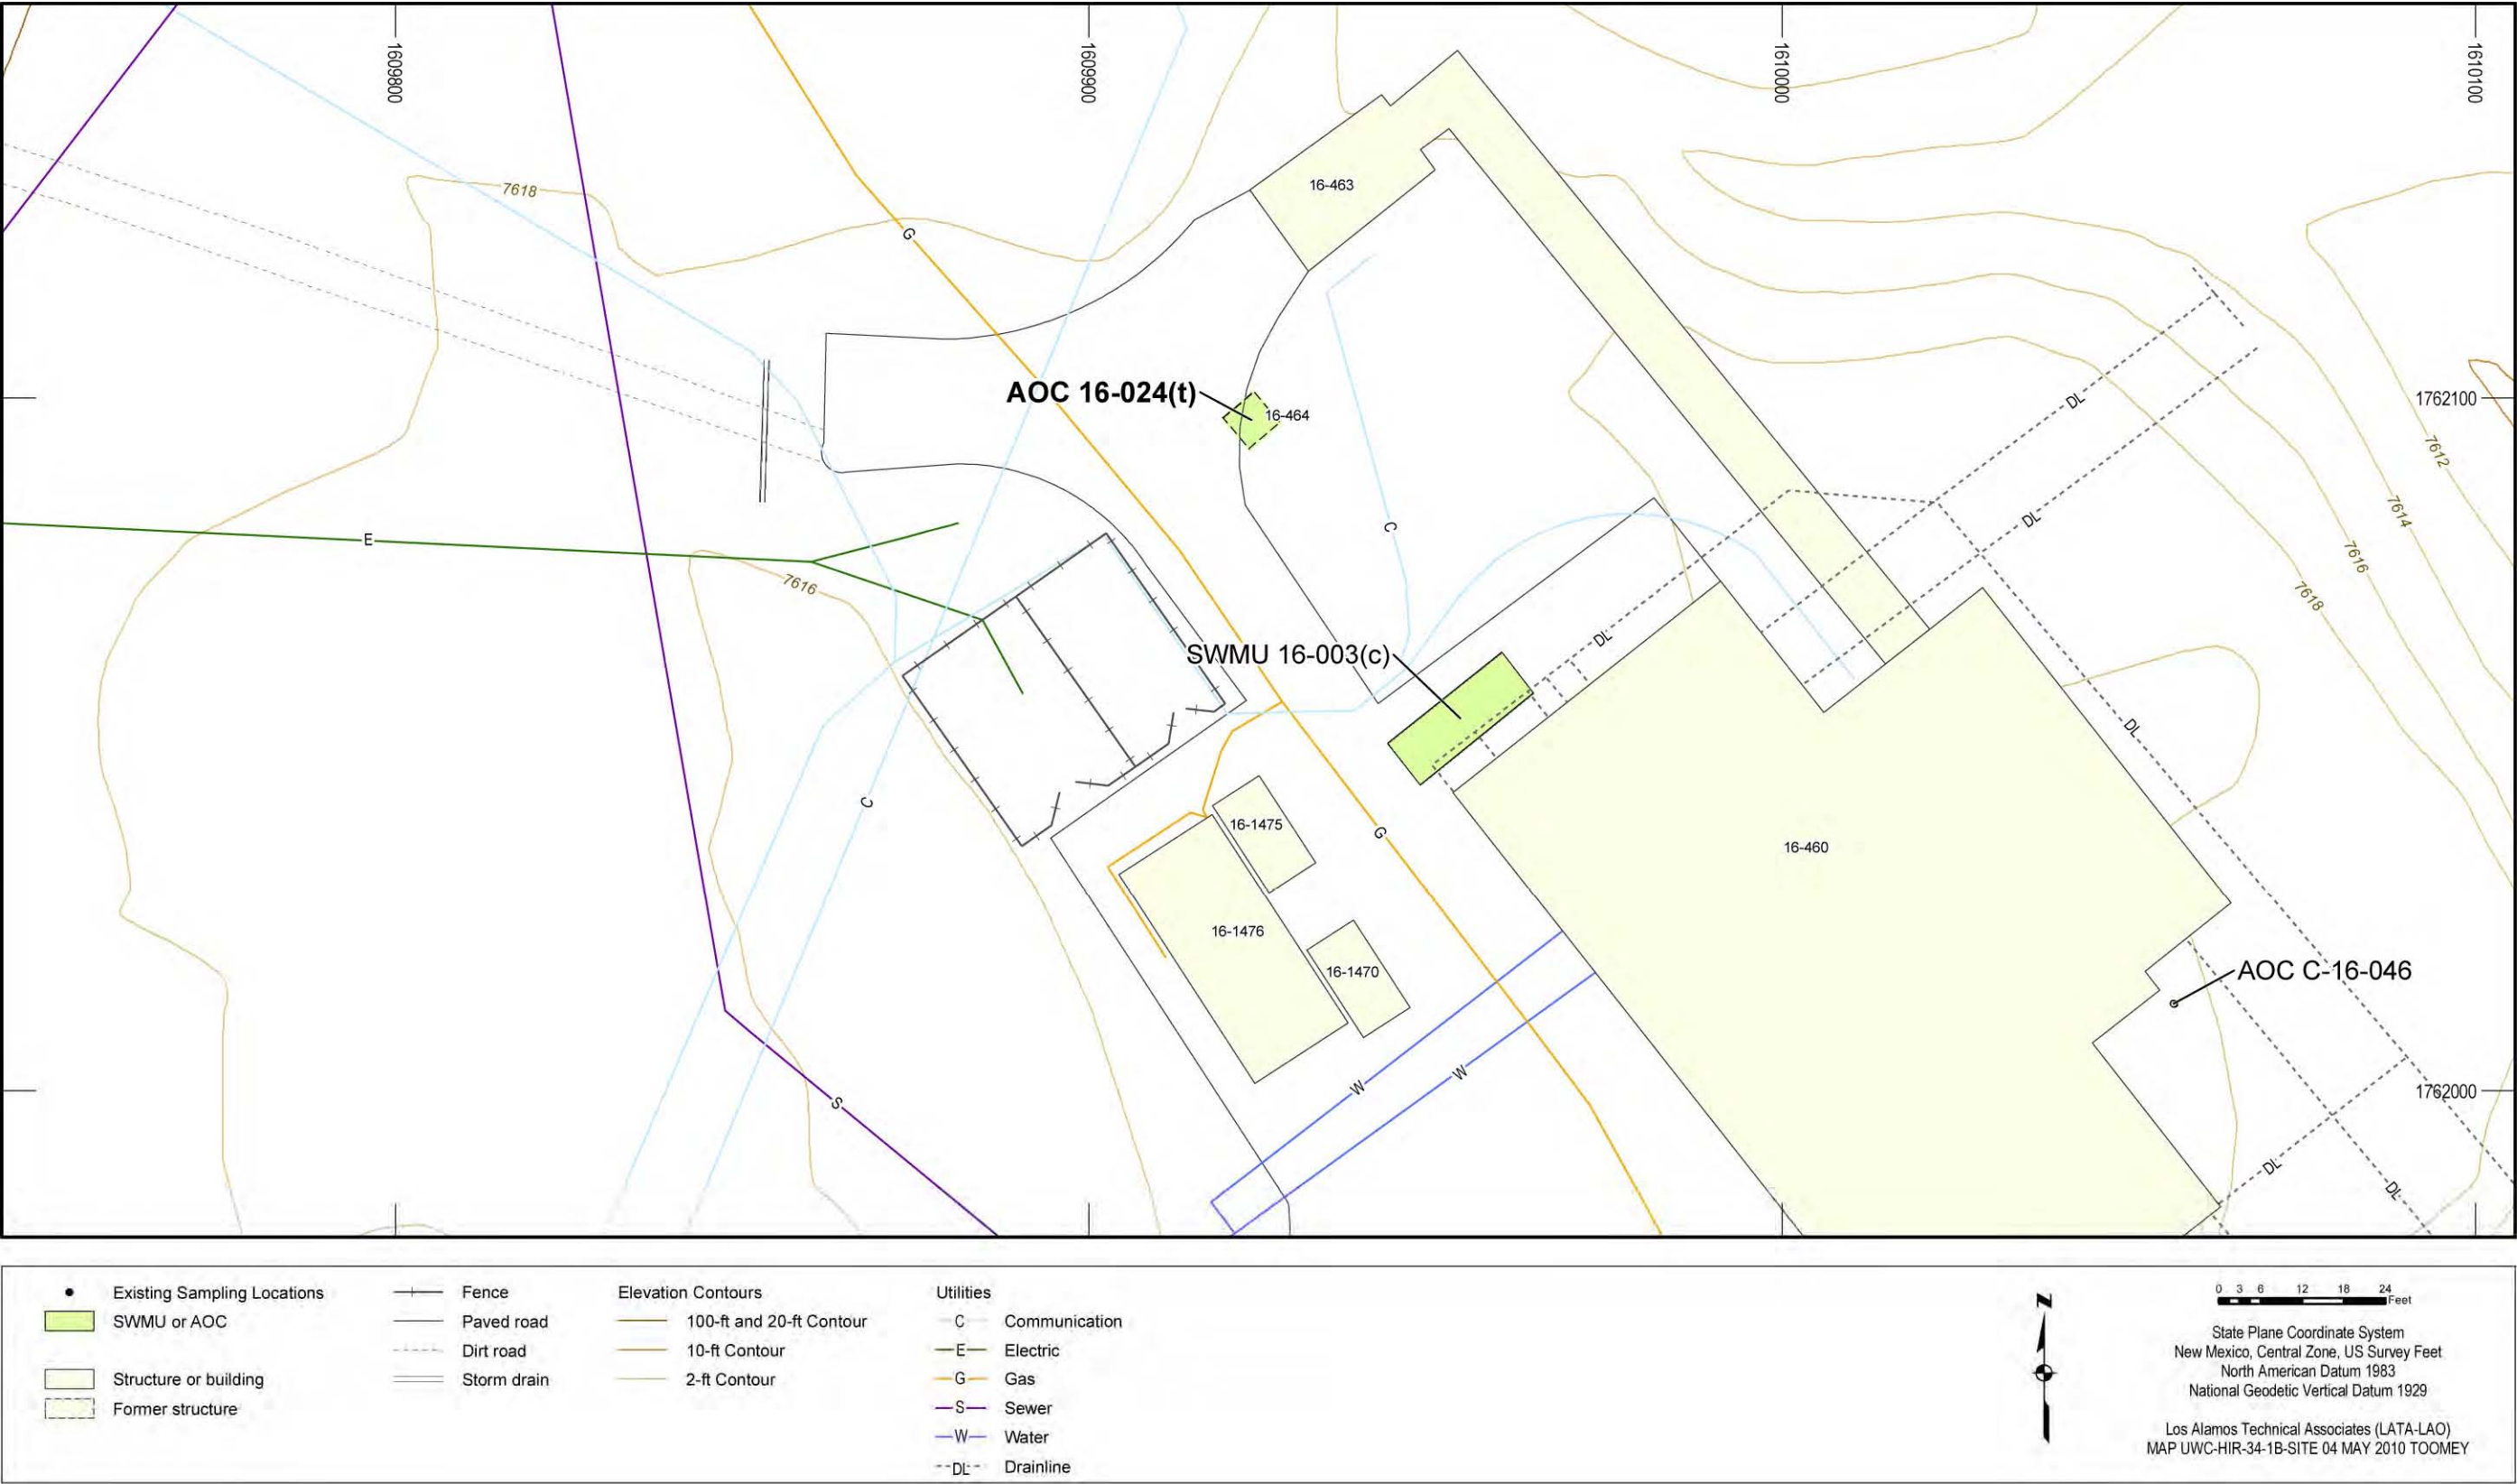 1609800
1609900
1610000
1610100
7618
16-463
G
AOC 16-024(t)
16-464
DL
1762100
7612
7614
7616
7618
C
DL
E
7616
DL
SWMU 16-003(c)
DL
C
16-1475
G
16-460
16-1476
16-1470
AOC C-16-046
W
W
S
1762000
DL
DL
Existing Sampling Locations
SWMU or AOC
Structure or building
Former structure
Fence
Paved road
Dirt road
Storm drain
Elevation Contours
100-ft and 20-ft Contour
10-ft Contour
2-ft Contour
Utilities
C Communication
E Electric
G Gas
S Sewer
W Water
DL Drainline
N
0 3 6 12 18 24
Feet
State Plane Coordinate System
New Mexico, Central Zone, US Survey Feet
North American Datum 1983
National Geodetic Vertical Datum 1929
Los Alamos Technical Associates (LATA-LAO)
MAP UWC-HIR-34-1B-SITE 04 MAY 2010 TOOMEY